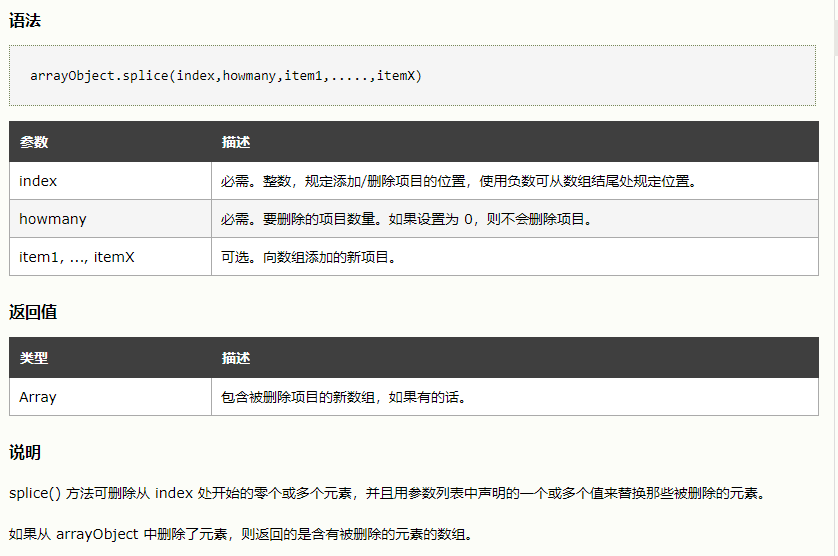 语法
arrayObject.splice(index,howmany,item1,.....,itemX)
参数 描述
index 必需。整数，规定添加/删除项目的位置，使用负数可从数组结尾处规定位置。
howmany 必需。要删除的项目数量。如果设置为 0，则不会删除项目。
item1, ..., itemX 可选。向数组添加的新项目。
返回值
类型 描述
Array 包含被删除项目的新数组，如果有的话。
说明
splice() 方法可删除从 index 处开始的零个或多个元素，并且用参数列表中声明的一个或多个值来替换那些被删除的元素。
如果从 arrayObject 中删除了元素，则返回的是含有被删除的元素的数组。